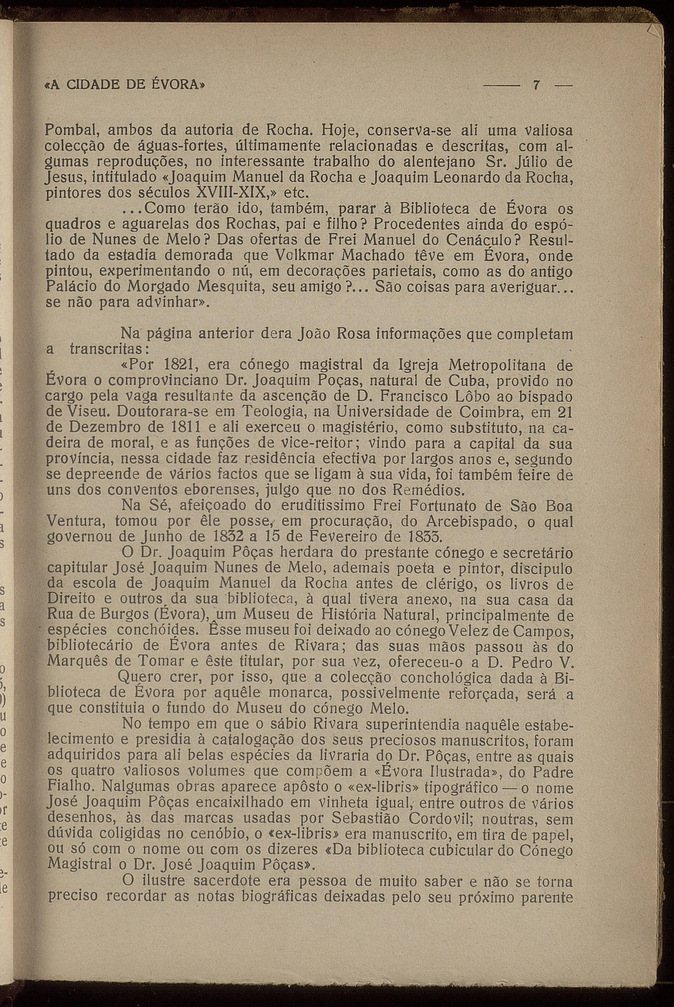 «A CIDADE DE ÉVORA» —— 7 —
Pombal, ambos da autoria de Rocha. Hoje, conserva-se ali uma valiosa
colecção de águas-fortes, últimamente relacionadas e descritas, com al-
gumas reproduções, no interessante trabalho do alentejano Sr. Júlio de
Jesus, intitulado «Joaquim Manuel da Rocha e Joaquim Leonardo da Rocha,
pintores dos séculos XVIII-XIX,» etc.
...Como terão ido, também, parar à Biblioteca de Évora os
quadros e aguarelas dos Rochas, pai e filho? Procedentes ainda do espó-
lio de Nunes de Melo? Das ofertas de Frei Manuel do Cenáculo? Resul-
tado da estadia demorada que Volkmar Machado têve em Évora, onde
pintou, experimentando o nú, em decorações parietais, como as do antigo
Palácio do Morgado Mesquita, seu amigo?... São coisas para averiguar...
se não para advinhar».
Na página anterior dera João Rosa informações que completam
a transcritas:
«Por 1821, era cónego magistral da Igreja Metropolitana de
Évora o comprovinciano Dr. Joaquim Poças, natural de Cuba, provido no
cargo pela vaga resultante da ascenção de D. Francisco Lôbo ao bispado
de Viseu. Doutorara-se em Teologia, na Universidade de Coimbra, em 21
de Dezembro de 1811 e ali exerceu o magistério, como substituto, na ca-
deira de moral, e as funções de vice-reitor; vindo para a capital da sua
província, nessa cidade faz residência efectiva por largos anos e, segundo
se depreende de vários factos que se ligam à sua vida, foi também feire de
uns dos conventos eborenses, julgo que no dos Remédios.
Na Sé, afeiçoado do eruditissimo Frei Fortunato de São Boa
Ventura, tomou por êle posse, em procuração, do Arcebispado, o qual
governou de Junho de 1832 a 15 de Fevereiro de 1833.
O Dr. Joaquim Pôças herdara do prestante cónego e secretário
capitular José Joaquim Nunes de Melo, ademais poeta e pintor, discipulo
da escola de Joaquim Manuel da Rocha antes de clérigo, os livros de
Direito e outros da sua biblioteca, à qual tivera anexo, na sua casa da
Rua de Burgos (Évora), um Museu de História Natural, principalmente de
espécies conchóides. Êsse museu foi deixado ao cónego Velez de Campos,
bibliotecário de Évora antes de Rivara; das suas mãos passou às do
Marquês de Tomar e êste titular, por sua vez, ofereceu-o a D. Pedro V.
Quero crer, por isso, que a colecção conchológica dada à Bi-
blioteca de Évora por aquêle monarca, possivelmente reforçada, será a
que constituia o fundo do Museu do cónego Melo.
No tempo em que o sábio Rivara superintendia naquêle estabe-
lecimento e presidia à catalogação dos seus preciosos manuscritos, foram
adquiridos para ali belas espécies da livraria do Dr. Pôças, entre as quais
os quatro valiosos volumes que compõem a «Évora Ilustrada», do Padre
Fialho. Nalgumas obras aparece apôsto o «ex-libris» tipográfico — o nome
José Joaquim Pôças encaixilhado em vinheta igual, entre outros de vários
desenhos, às das marcas usadas por Sebastião Cordovil; noutras, sem
dúvida coligidas no cenóbio, o «ex-libris» era manuscrito, em tira de papel,
ou só com o nome ou com os dizeres «Da biblioteca cubicular do Cónego
Magistral o Dr. José Joaquim Pôças».
O ilustre sacerdote era pessoa de muito saber e não se torna
preciso recordar as notas biográficas deixadas pelo seu próximo parente